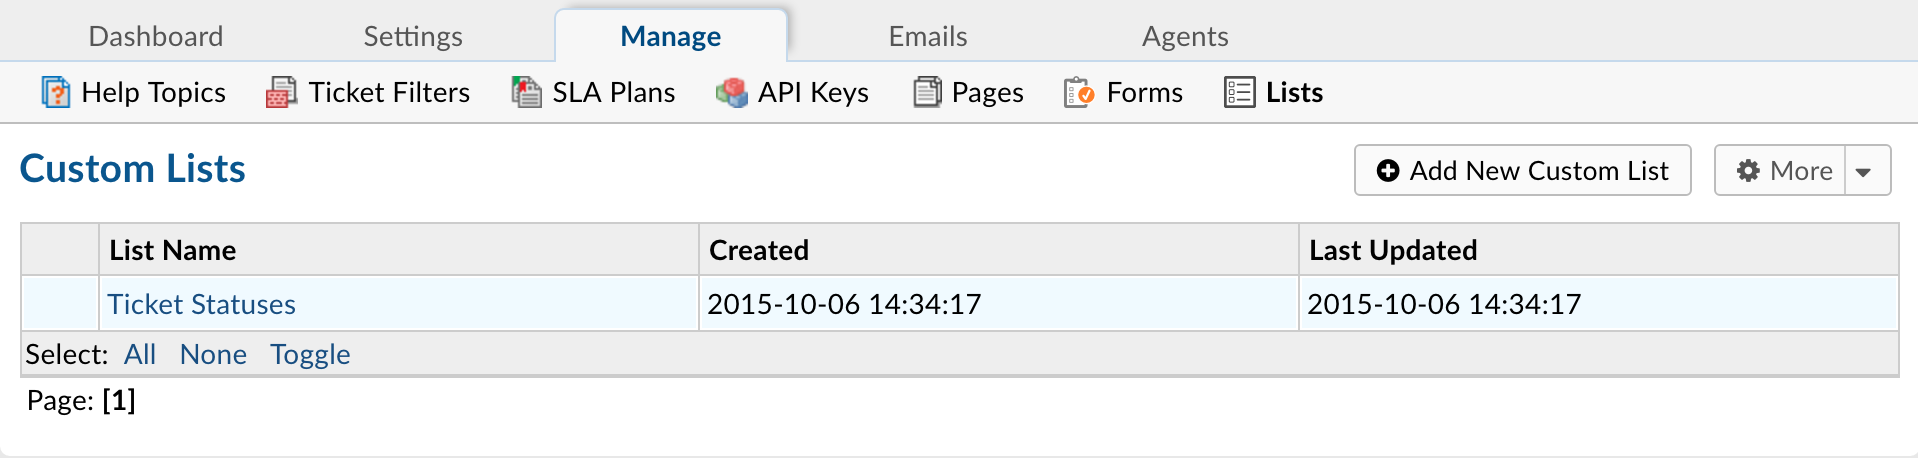 Dashboard Settings Manage Emails Agents
Help Topics Ticket Filters SLA Plans API Keys Pages Forms Lists
Custom Lists Add New Custom List More
List Name Created Last Updated
Ticket Statuses 2015-10-06 14:34:17 2015-10-06 14:34:17
Select: All None Toggle
Page: [1]